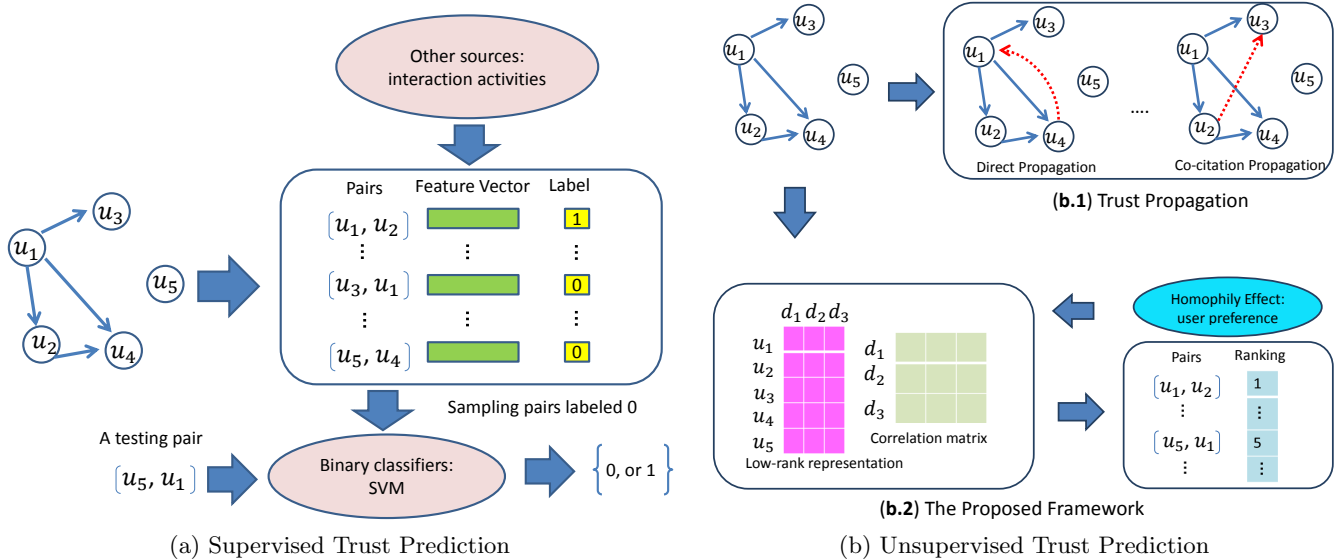 Other sources:
interaction activities
Pairs Feature Vector Label
[u₁, u₂] 1
⋮ ⋮ ⋮
[u₃, u₁] 0
⋮ ⋮ ⋮
[u₅, u₄] 0
u₃
u₁
u₅
u₂
u₄
Sampling pairs labeled 0
A testing pair
[u₅, u₁]
Binary classifiers:
SVM
{0, or 1}
(a) Supervised Trust Prediction
u₃
u₁
u₅
u₂
u₄
u₃
u₁
u₅
u₂
u₄
Direct Propagation
....
u₃
u₁
u₅
u₂
u₄
Co-citation Propagation
(b.1) Trust Propagation
d₁ d₂ d₃
u₁
u₂
u₃
u₄
u₅
Low-rank representation
d₁
d₂
d₃
Correlation matrix
Homophily Effect:
user preference
Pairs Ranking
[u₁, u₂] 1
⋮ ⋮
[u₅, u₁] 5
⋮ ⋮
(b.2) The Proposed Framework
(b) Unsupervised Trust Prediction